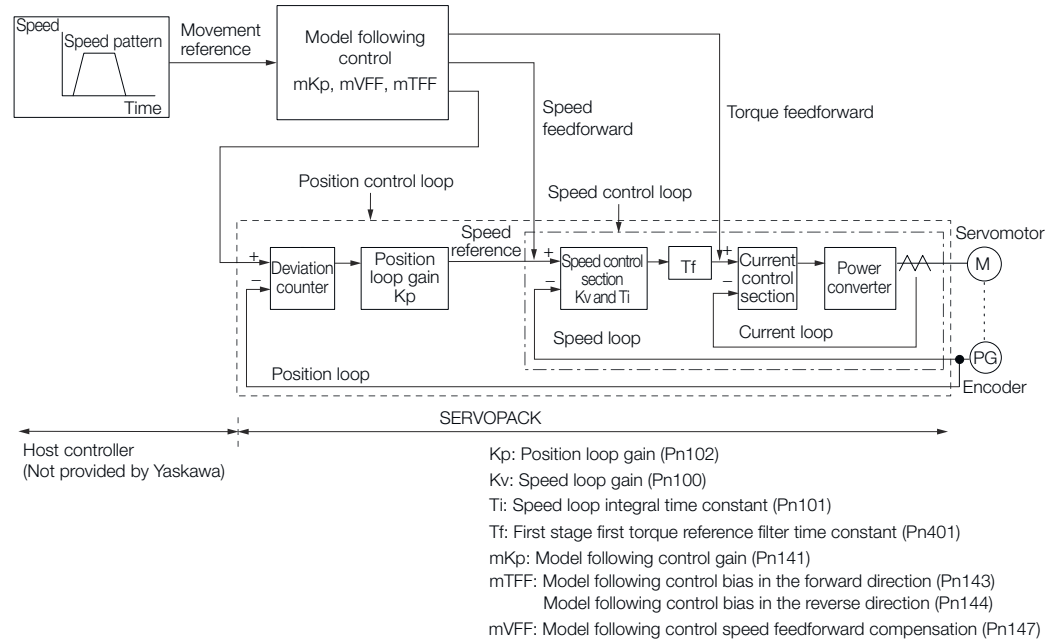 Speed
Speed pattern
Time
Movement
reference
Model following
control
mKp, mVFF, mTFF
Speed
feedforward
Torque feedforward
Position control loop
Speed control loop
Speed
reference
Servomotor
+
−
Deviation
counter
Position
loop gain
Kp
+
−
Speed control
section
Kv and Ti
Tf
+
−
Current
control
section
Power
converter
M
Current loop
Speed loop
PG
Position loop
Encoder
SERVOPACK
Host controller
(Not provided by Yaskawa)
Kp: Position loop gain (Pn102)
Kv: Speed loop gain (Pn100)
Ti: Speed loop integral time constant (Pn101)
Tf: First stage first torque reference filter time constant (Pn401)
mKp: Model following control gain (Pn141)
mTFF: Model following control bias in the forward direction (Pn143)
Model following control bias in the reverse direction (Pn144)
mVFF: Model following control speed feedforward compensation (Pn147)